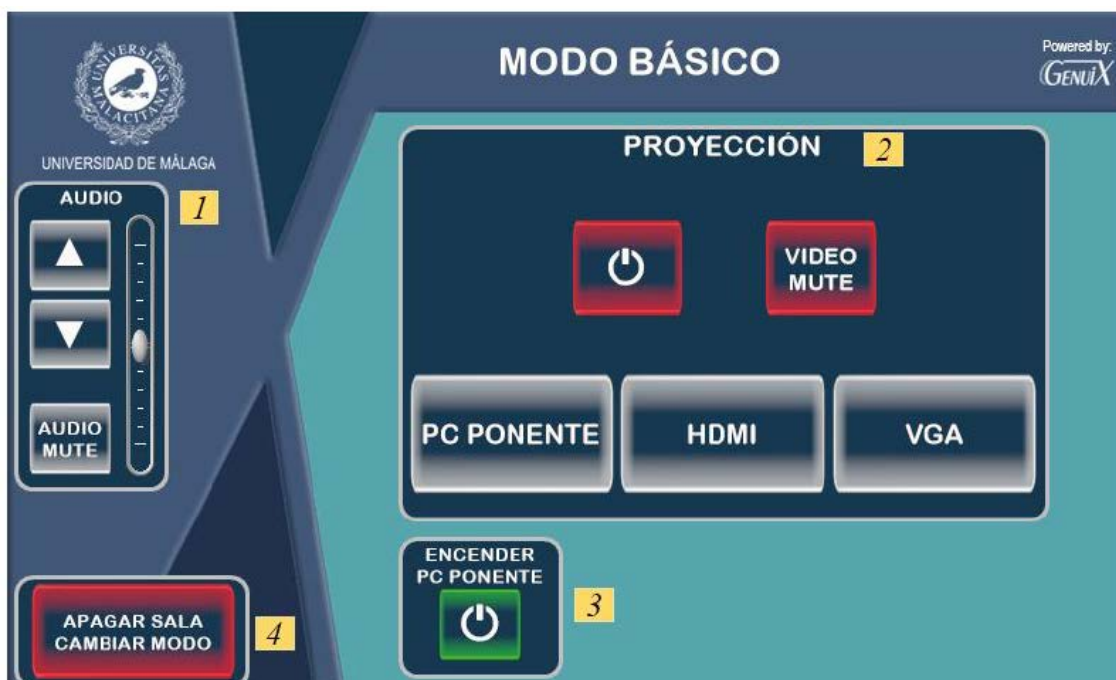 UNIVERSITAS MALACITANA
UNIVERSIDAD DE MÁLAGA
MODO BÁSICO
Powered by:
GENUIX
AUDIO
1
AUDIO
MUTE
PROYECCIÓN
2
VIDEO
MUTE
PC PONENTE
HDMI
VGA
ENCENDER
PC PONENTE
3
APAGAR SALA
CAMBIAR MODO
4